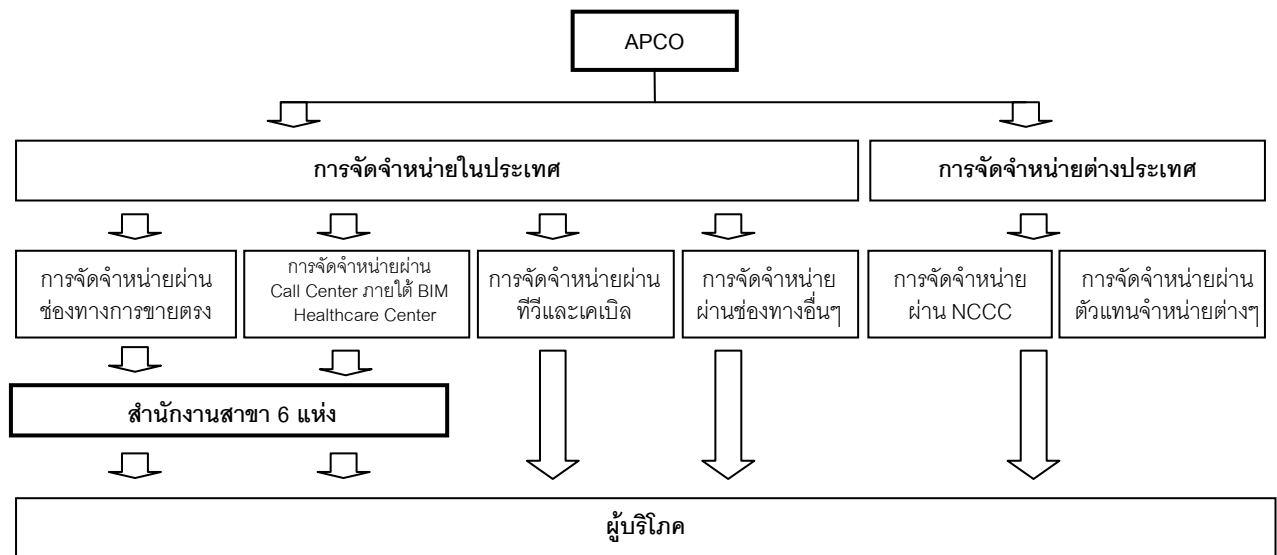 APCO
การจัดจำหน่ายในประเทศ
การจัดจำหน่ายต่างประเทศ
การจัดจำหน่ายผ่าน
ช่องทางการขายตรง
การจัดจำหน่ายผ่าน
Call Center ภายใต้ BIM
Healthcare Center
การจัดจำหน่ายผ่าน
ทีวีและเคเบิล
การจัดจำหน่าย
ผ่านช่องทางอื่นๆ
การจัดจำหน่าย
ผ่าน NCCC
การจัดจำหน่ายผ่าน
ตัวแทนจำหน่ายต่างๆ
สำนักงานสาขา 6 แห่ง
ผู้บริโภค